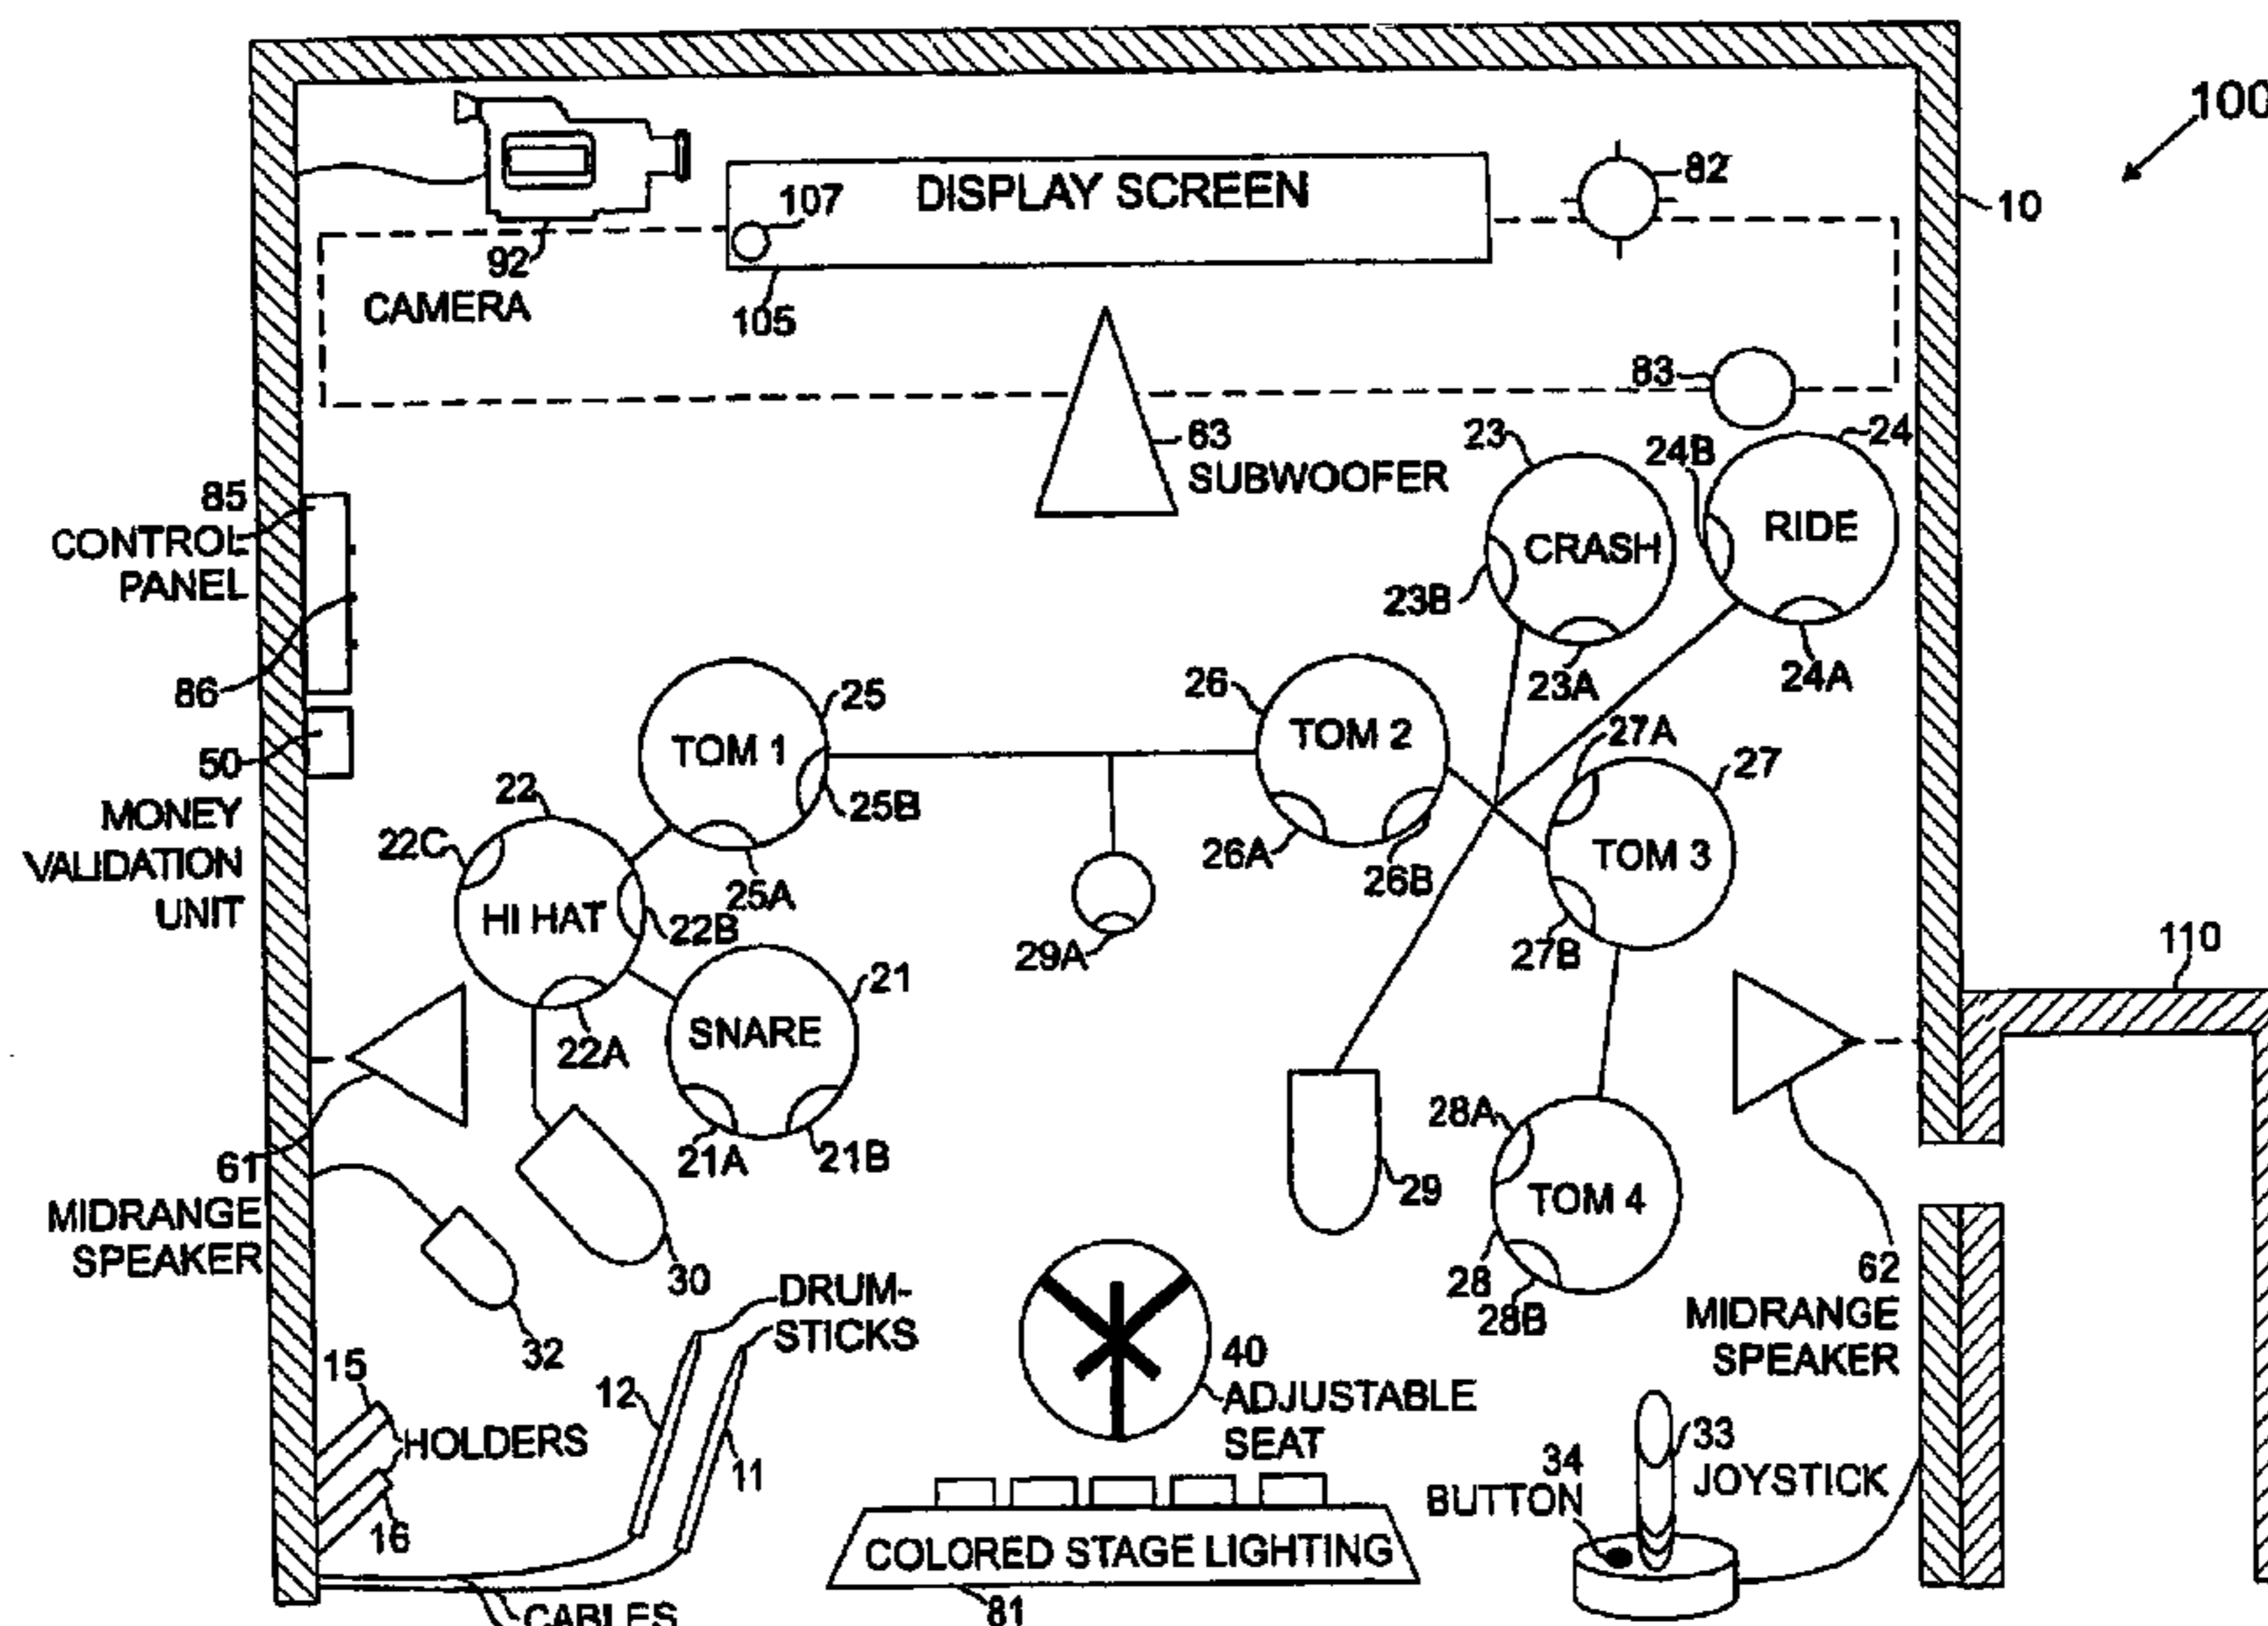 100
10
DISPLAY SCREEN
107
82
92
CAMERA
105
83
63
SUBWOOFER
23
24
24B
CRASH
RIDE
23B
23A
24A
85
CONTROL
PANEL
86
50
MONEY
VALIDATION
UNIT
25
TOM 1
25B
25A
26
TOM 2
26A
26B
27A
27
TOM 3
27B
22
22C
HI HAT
22B
22A
29A
21
SNARE
21A
21B
110
61
MIDRANGE
SPEAKER
30
32
28A
29
TOM 4
28
28B
62
MIDRANGE
SPEAKER
DRUM-
STICKS
12
11
15
HOLDERS
16
40
ADJUSTABLE
SEAT
34
BUTTON
33
JOYSTICK
COLORED STAGE LIGHTING
81
CABLES